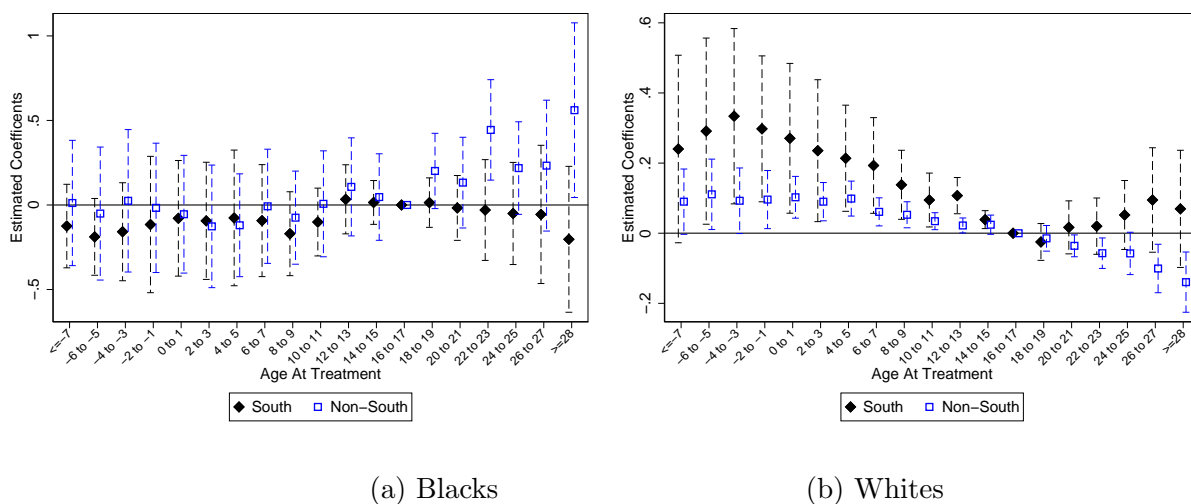 Estimated Coefficents
1
.5
0
−.5
<=−7
−6 to −5
−4 to −3
−2 to −1
0 to 1
2 to 3
4 to 5
6 to 7
8 to 9
10 to 11
12 to 13
14 to 15
16 to 17
18 to 19
20 to 21
22 to 23
24 to 25
26 to 27
>=28
Age At Treatment
South Non−South
(a) Blacks
Estimated Coefficents
.6
.4
.2
0
−.2
<=−7
−6 to −5
−4 to −3
−2 to −1
0 to 1
2 to 3
4 to 5
6 to 7
8 to 9
10 to 11
12 to 13
14 to 15
16 to 17
18 to 19
20 to 21
22 to 23
24 to 25
26 to 27
>=28
Age At Treatment
South Non−South
(b) Whites